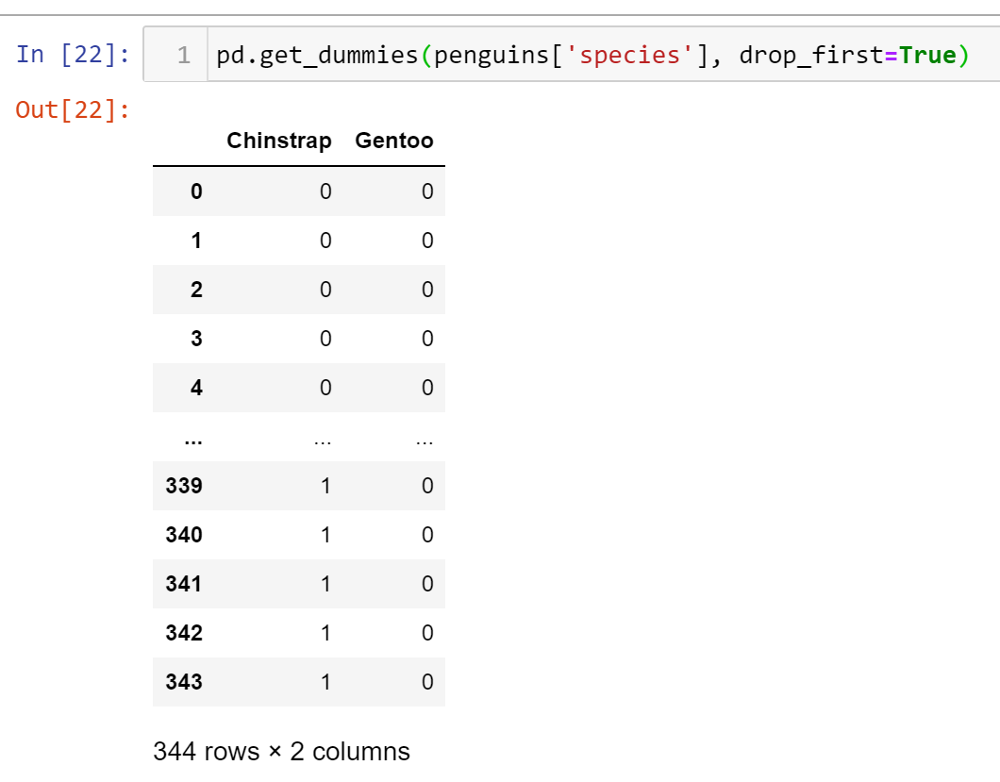 In [22]: 1 pd.get_dummies(penguins['species'], drop_first=True)
Out[22]:
Chinstrap Gentoo
0 0 0
1 0 0
2 0 0
3 0 0
4 0 0
... ... ...
339 1 0
340 1 0
341 1 0
342 1 0
343 1 0
344 rows × 2 columns